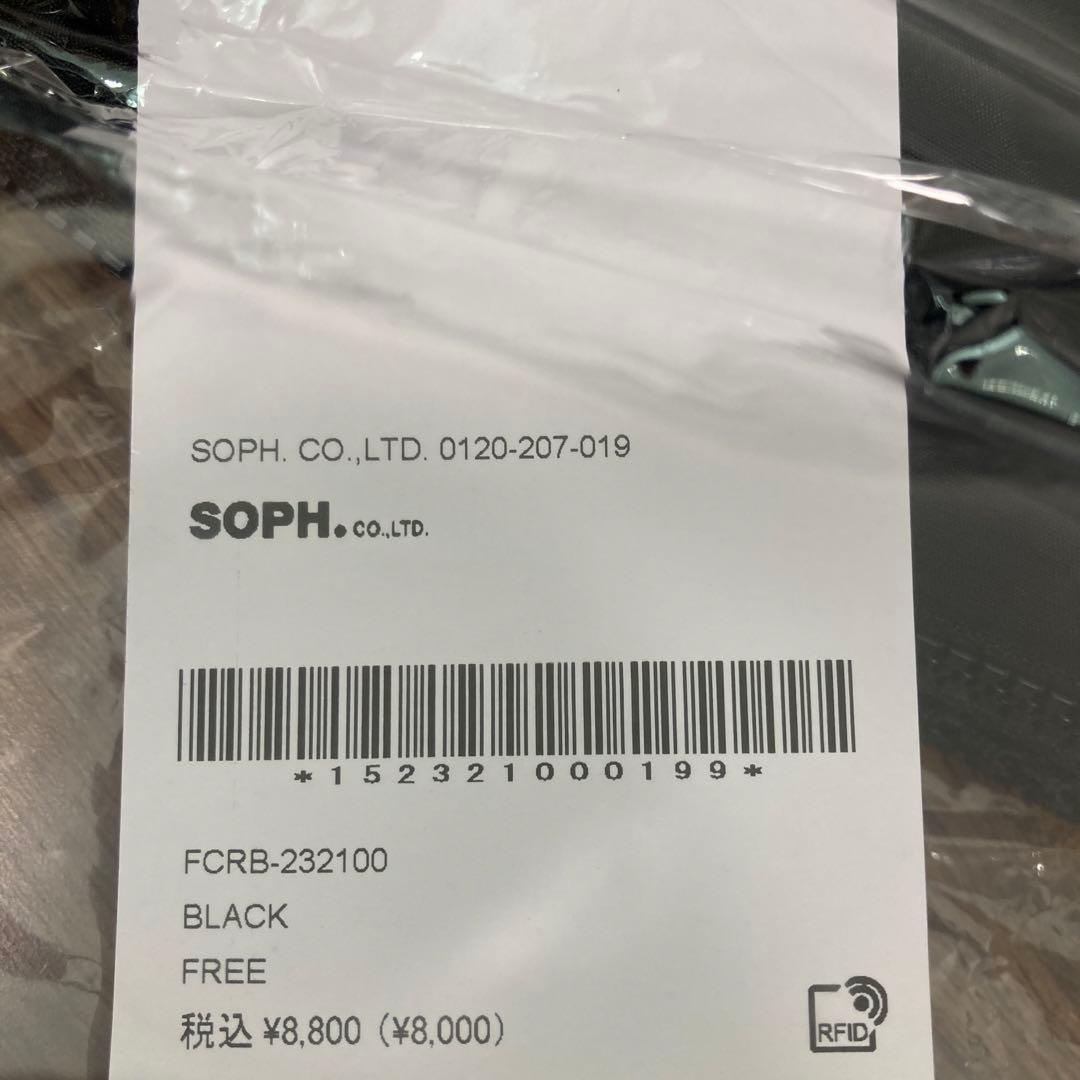 SOPH. CO.,LTD. 0120-207-019
SOPH. CO.,LTD.
*152321000199*
FCRB-232100
BLACK
FREE
税込 ¥8,800 (¥8,000)
RFID